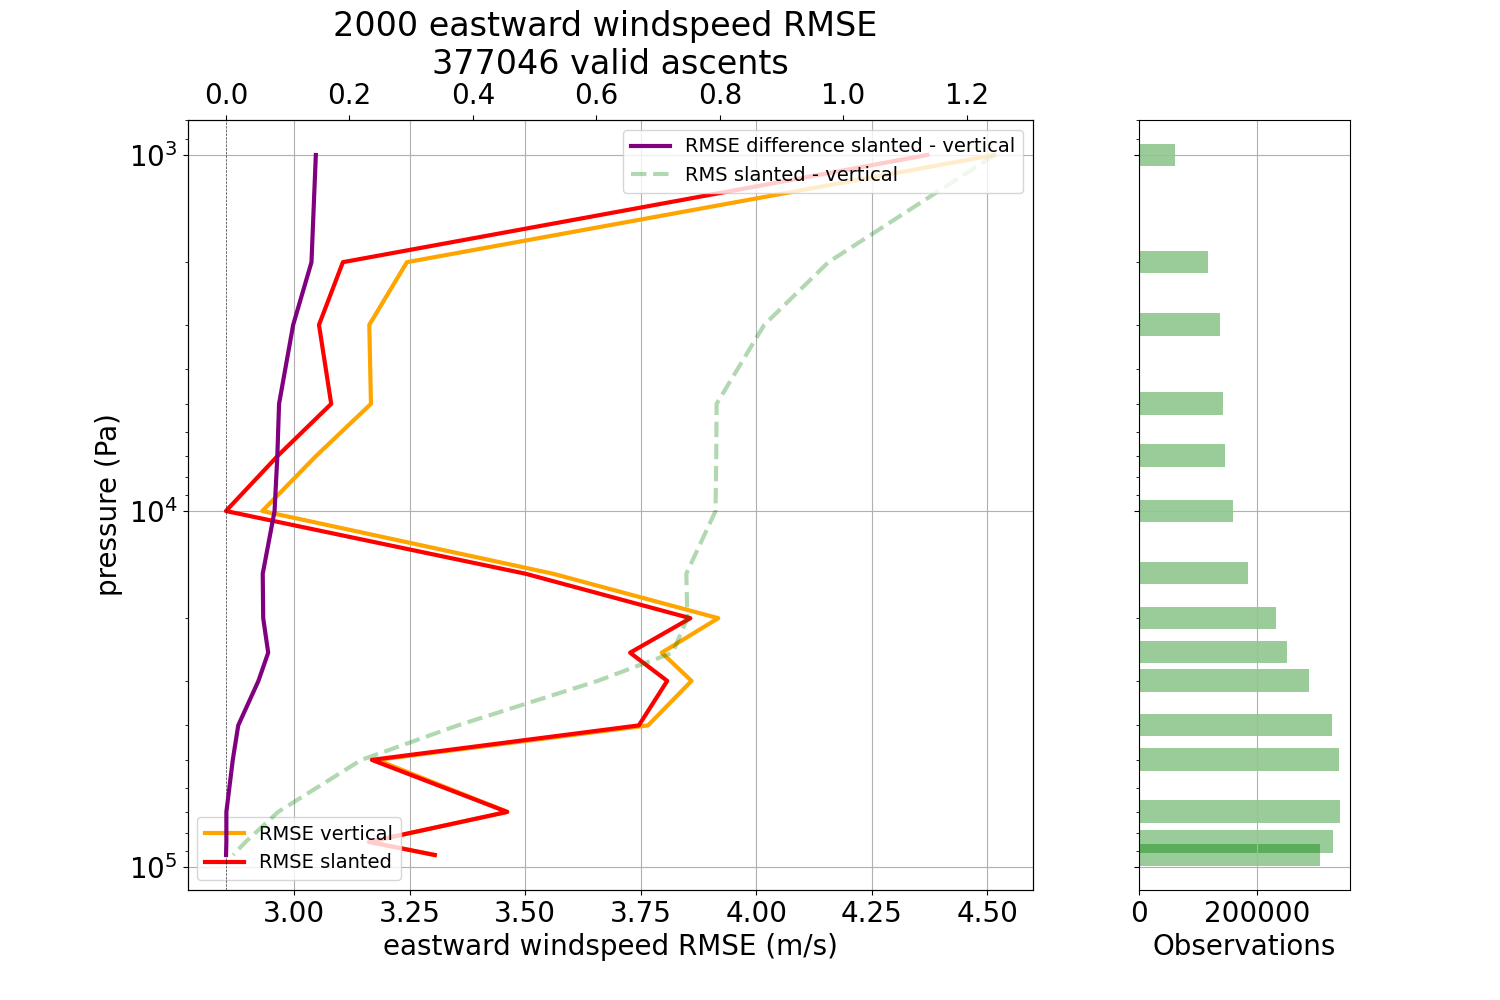 2000 eastward windspeed RMSE
377046 valid ascents
0.0 0.2 0.4 0.6 0.8 1.0 1.2
RMSE difference slanted - vertical
RMS slanted - vertical
10³
10⁴
10⁵
pressure (Pa)
RMSE vertical
RMSE slanted
3.00 3.25 3.50 3.75 4.00 4.25 4.50
eastward windspeed RMSE (m/s)
0 200000
Observations